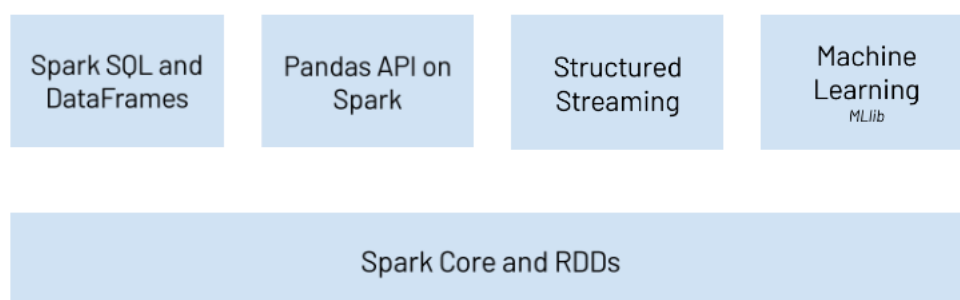 Spark SQL and
DataFrames
Pandas API on
Spark
Structured
Streaming
Machine
Learning
MLlib
Spark Core and RDDs